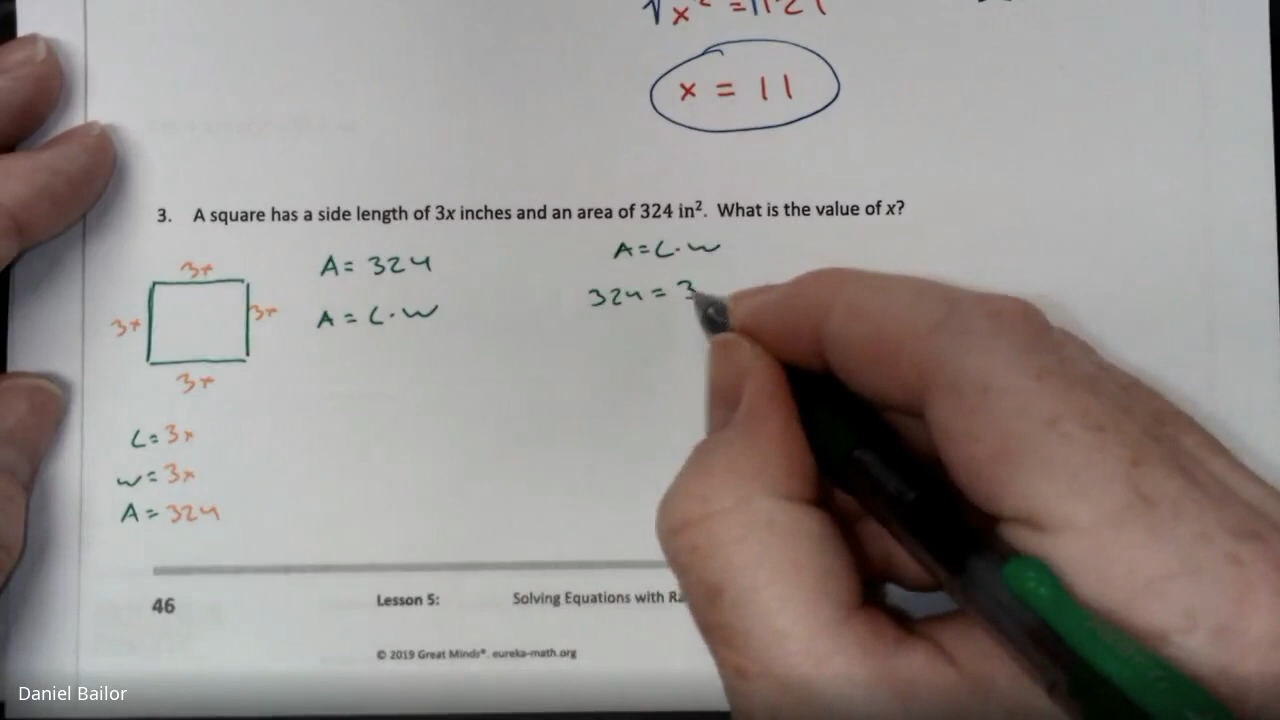 √x² = √121
x = 11
3. A square has a side length of 3x inches and an area of 324 in². What is the value of x?
3x
3x
3x
3x
A = 324
A = L·W
A = L·W
324 = 3
L = 3x
W = 3x
A = 324
46 Lesson 5: Solving Equations with
© 2019 Great Minds®. eureka-math.org
Daniel Bailor